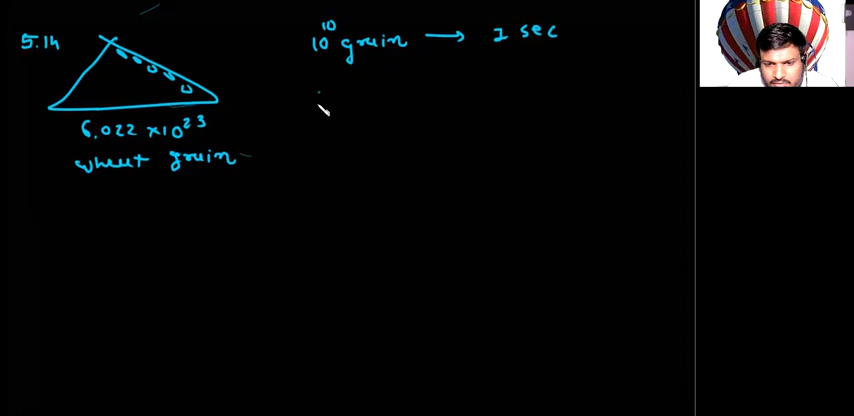 5.14
10^10 grain → 1 sec
6.022 × 10^23
wheat grain